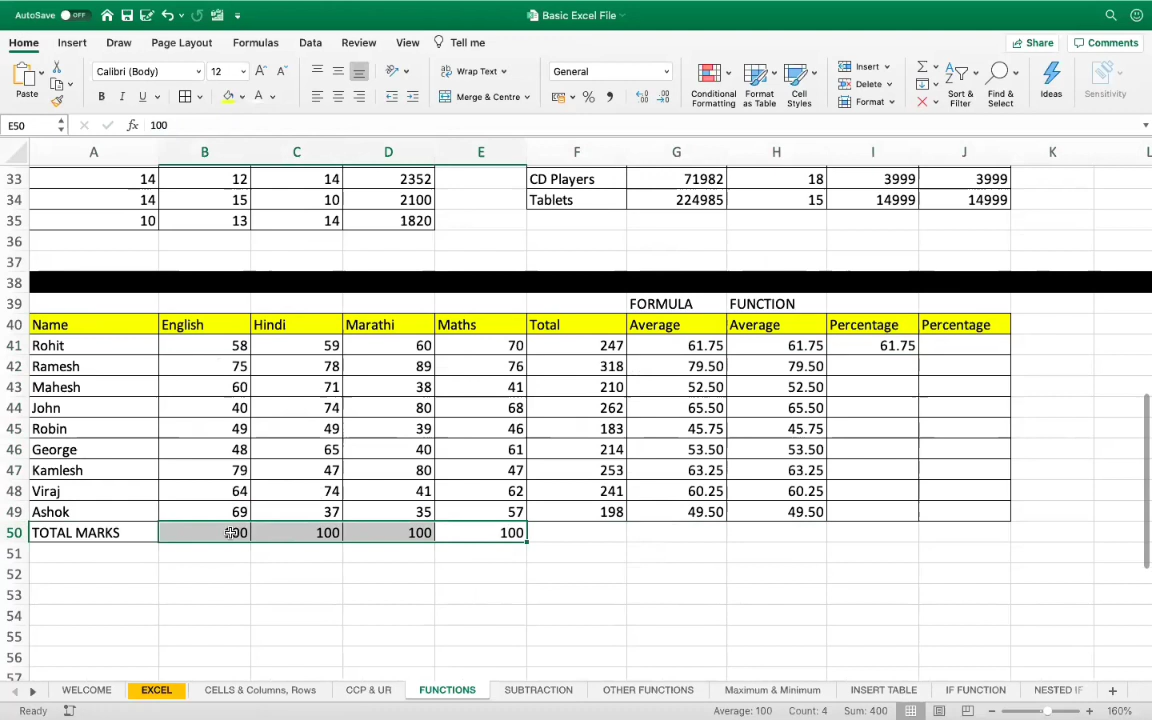 AutoSave OFF Basic Excel File
Home Insert Draw Page Layout Formulas Data Review View Tell me Share Comments
Paste Calibri (Body) 12 A A Wrap Text General Conditional Formatting Format as Table Cell Styles Insert Delete Format Sort & Filter Find & Select Ideas Sensitivity
B I U A Merge & Centre %
E50 fx 100
A B C D E F G H I J K L
33 14 12 14 2352 CD Players 71982 18 3999 3999
34 14 15 10 2100 Tablets 224985 15 14999 14999
35 10 13 14 1820
36
37
38
39 FORMULA FUNCTION
40 Name English Hindi Marathi Maths Total Average Average Percentage Percentage
41 Rohit 58 59 60 70 247 61.75 61.75 61.75
42 Ramesh 75 78 89 76 318 79.50 79.50
43 Mahesh 60 71 38 41 210 52.50 52.50
44 John 40 74 80 68 262 65.50 65.50
45 Robin 49 49 39 46 183 45.75 45.75
46 George 48 65 40 61 214 53.50 53.50
47 Kamlesh 79 47 80 47 253 63.25 63.25
48 Viraj 64 74 41 62 241 60.25 60.25
49 Ashok 69 37 35 57 198 49.50 49.50
50 TOTAL MARKS 100 100 100 100
51
52
53
54
55
56
57
WELCOME EXCEL CELLS & Columns, Rows CCP & UR FUNCTIONS SUBTRACTION OTHER FUNCTIONS Maximum & Minimum INSERT TABLE IF FUNCTION NESTED IF
Ready Average: 100 Count: 4 Sum: 400 160%